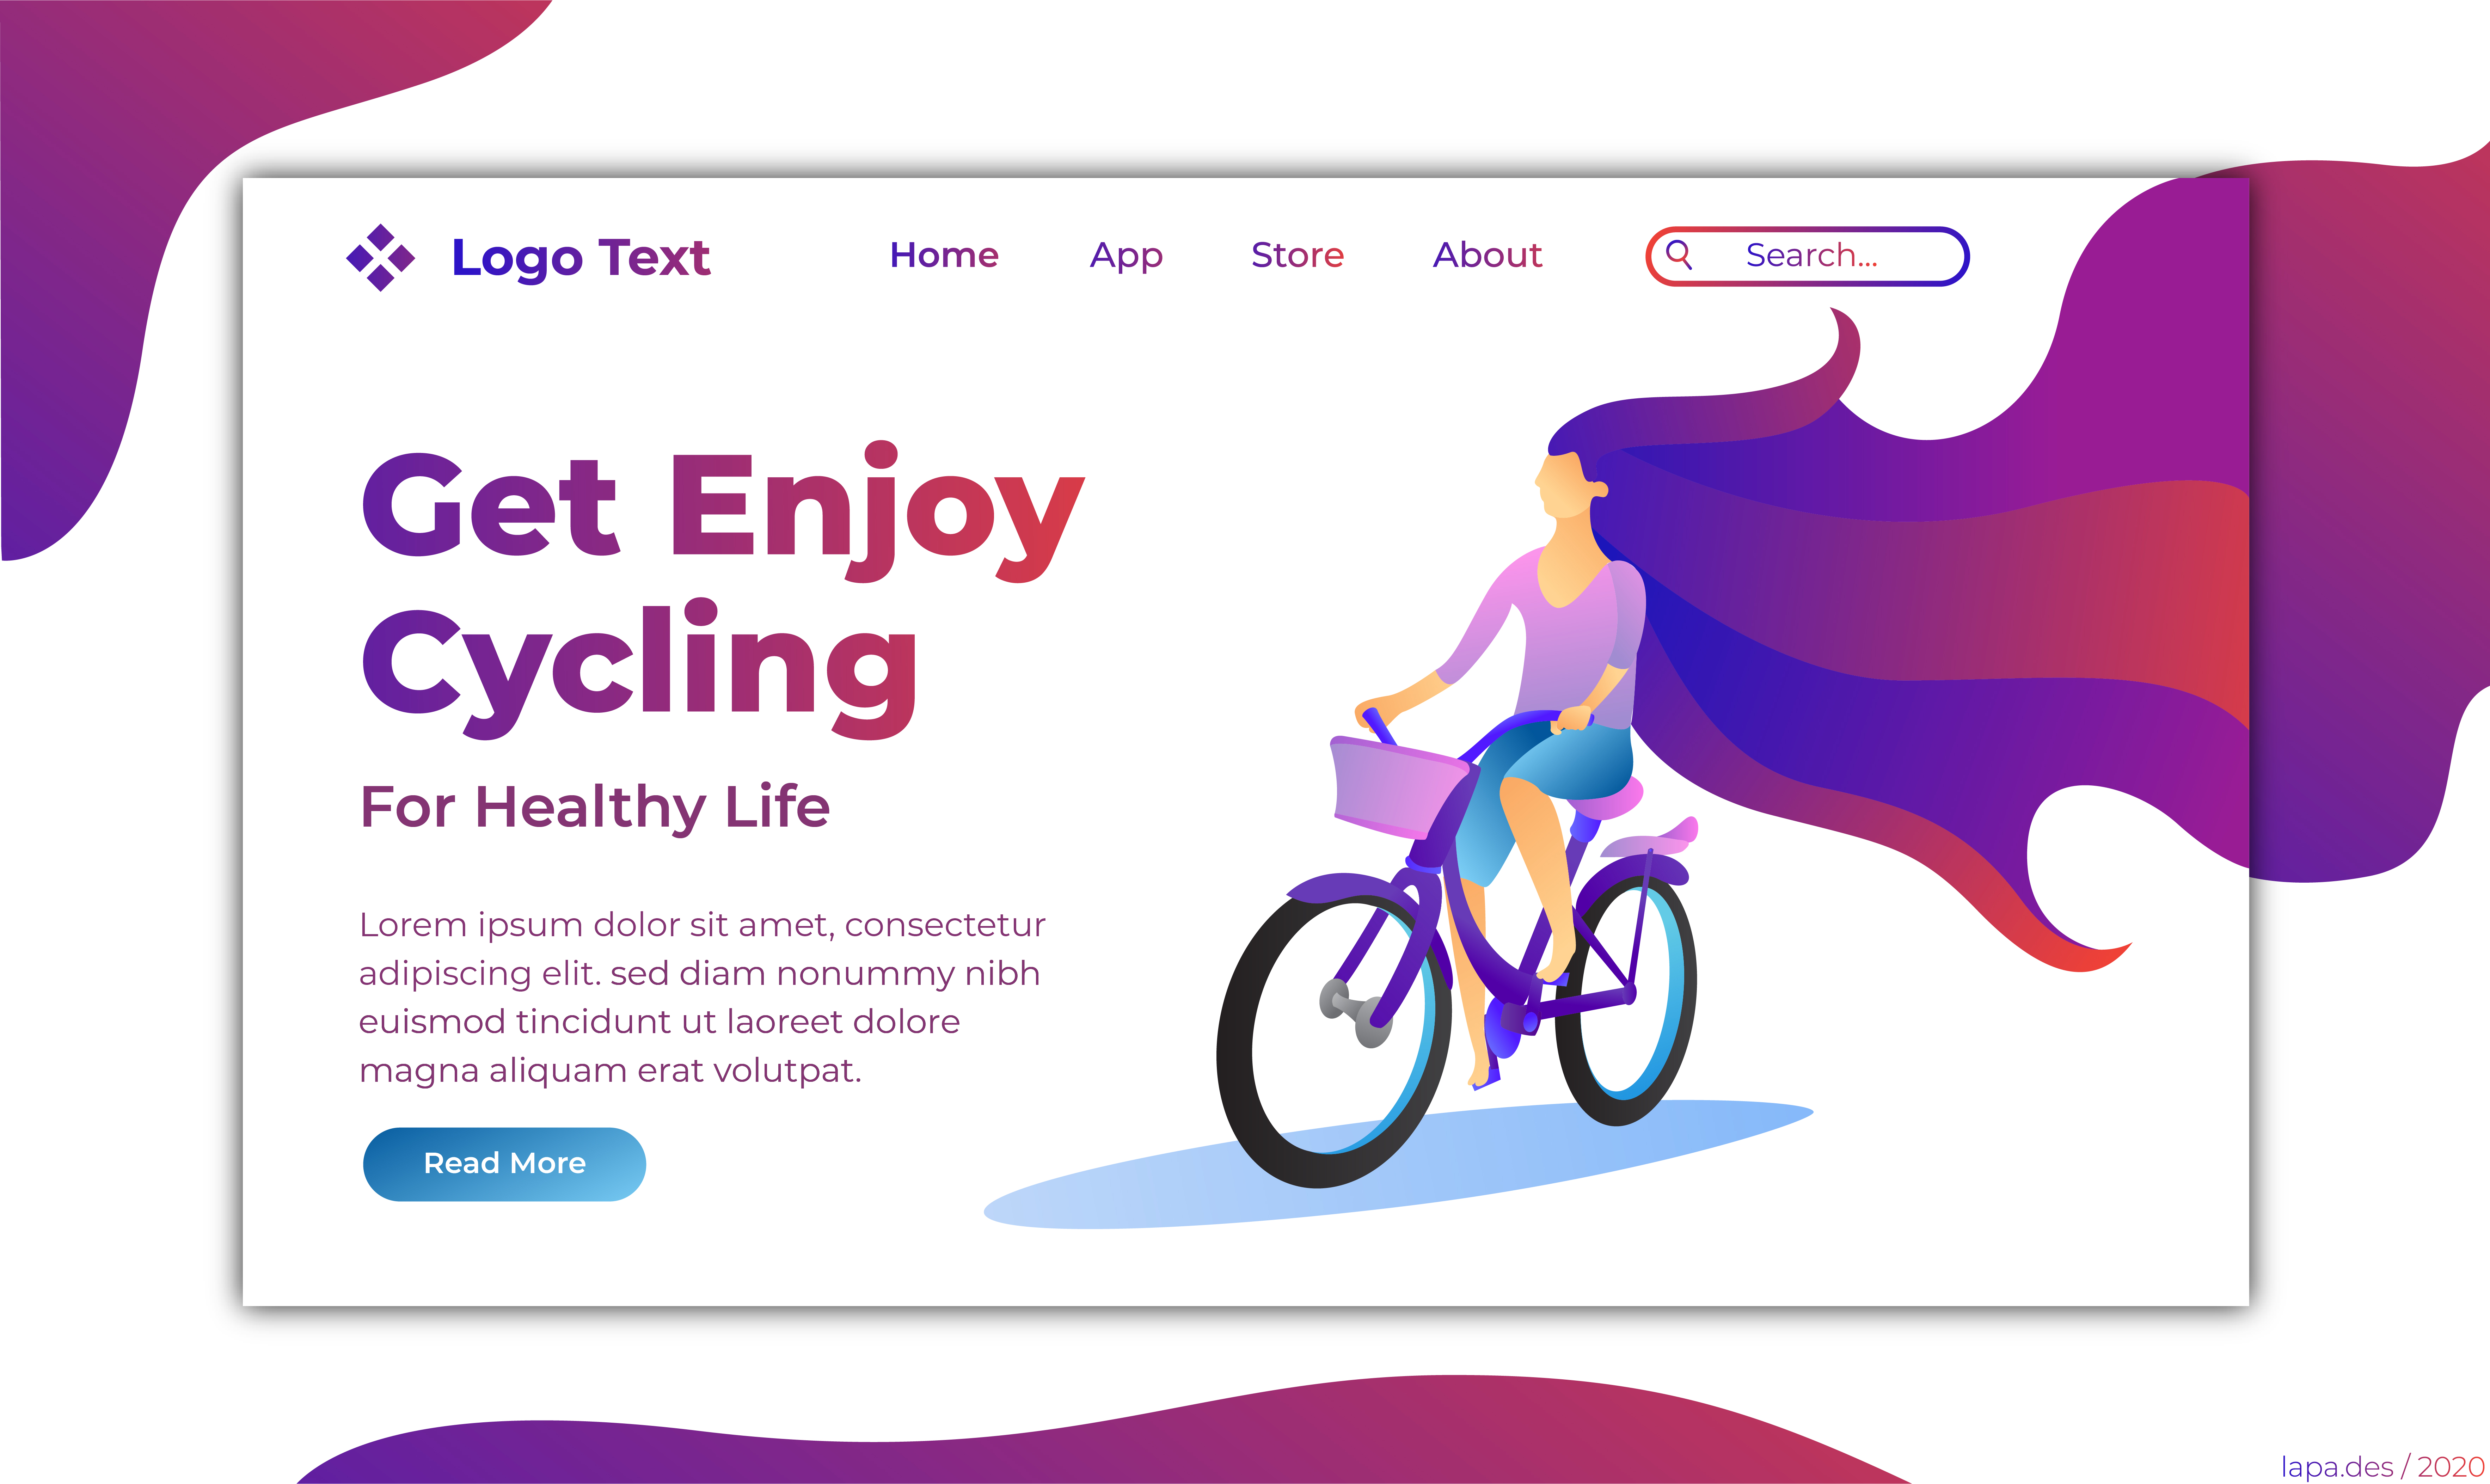 Logo Text
Home
App
Store
About
Search...
Get Enjoy
Cycling
For Healthy Life
Lorem ipsum dolor sit amet, consectetur
adipiscing elit. sed diam nonummy nibh
euismod tincidunt ut laoreet dolore
magna aliquam erat volutpat.
Read More
lapa.des / 2020